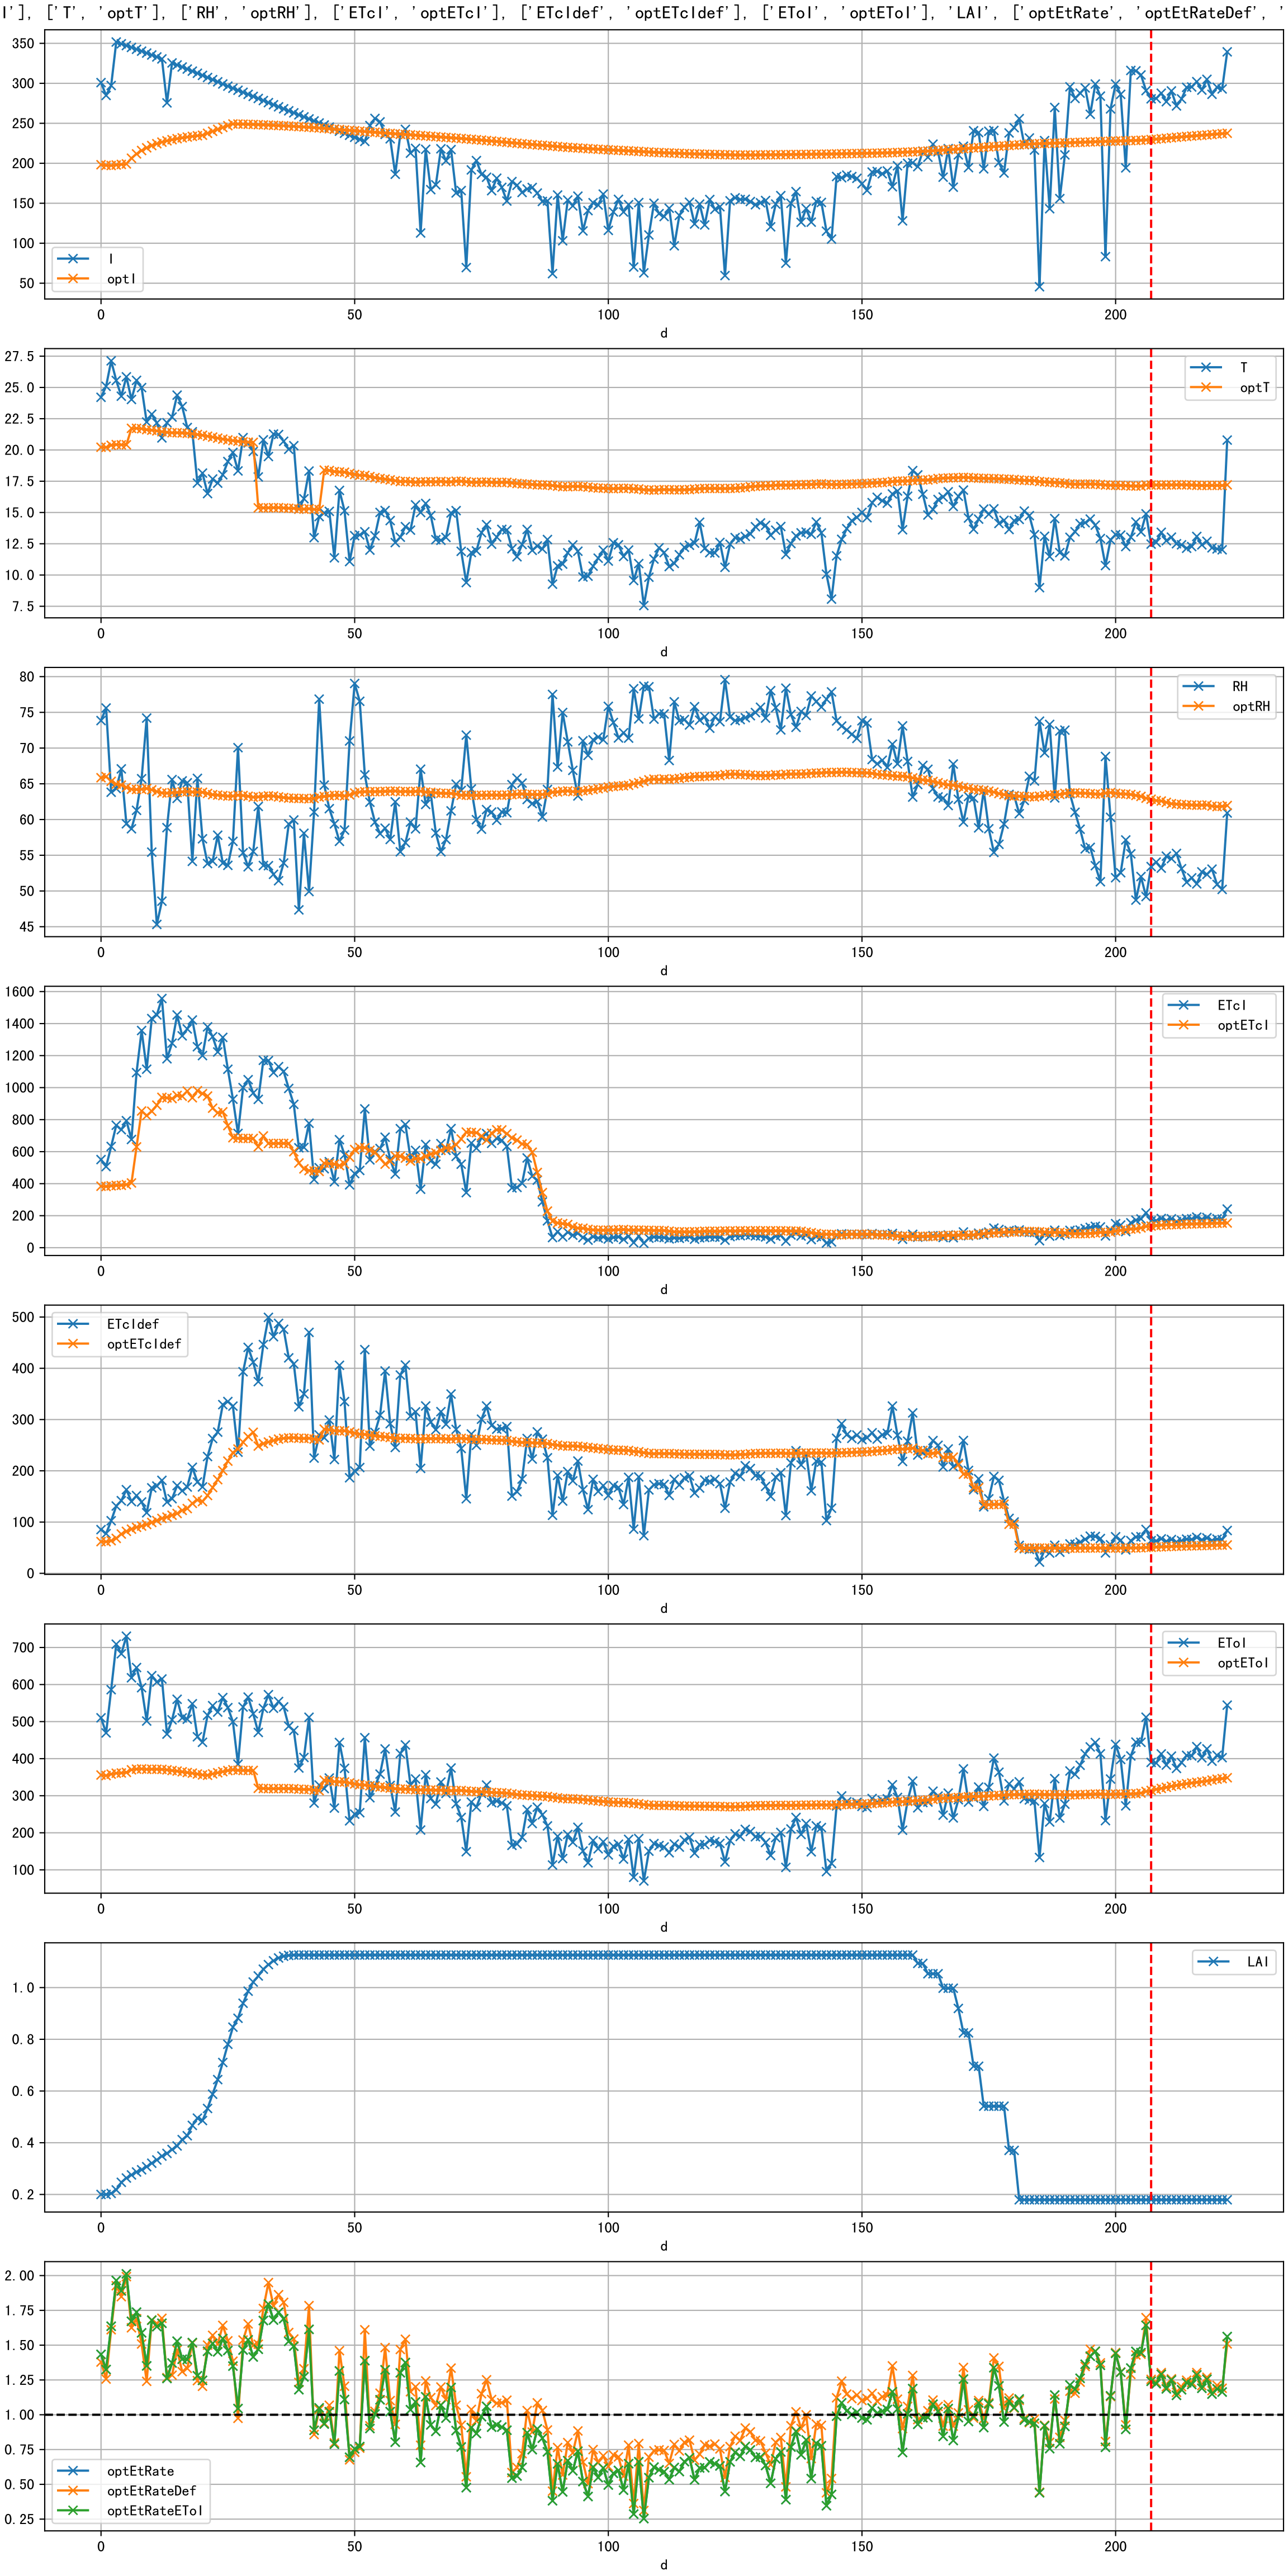 I'], ['T', 'optT'], ['RH', 'optRH'], ['ETcI', 'optETcI'], ['ETcIdef', 'optETcIdef'], ['EToI', 'optEToI'], 'LAI', ['optEtRate', 'optEtRateDef', '
350
300
250
200
150
100
50
I
optI
0 50 100 150 200
d
27.5
25.0
22.5
20.0
17.5
15.0
12.5
10.0
7.5
T
optT
0 50 100 150 200
d
80
75
70
65
60
55
50
45
RH
optRH
0 50 100 150 200
d
1600
1400
1200
1000
800
600
400
200
0
ETcI
optETcI
0 50 100 150 200
d
500
400
300
200
100
0
ETcIdef
optETcIdef
0 50 100 150 200
d
700
600
500
400
300
200
100
EToI
optEToI
0 50 100 150 200
d
1.0
0.8
0.6
0.4
0.2
LAI
0 50 100 150 200
d
2.00
1.75
1.50
1.25
1.00
0.75
0.50
0.25
optEtRate
optEtRateDef
optEtRateEToI
0 50 100 150 200
d